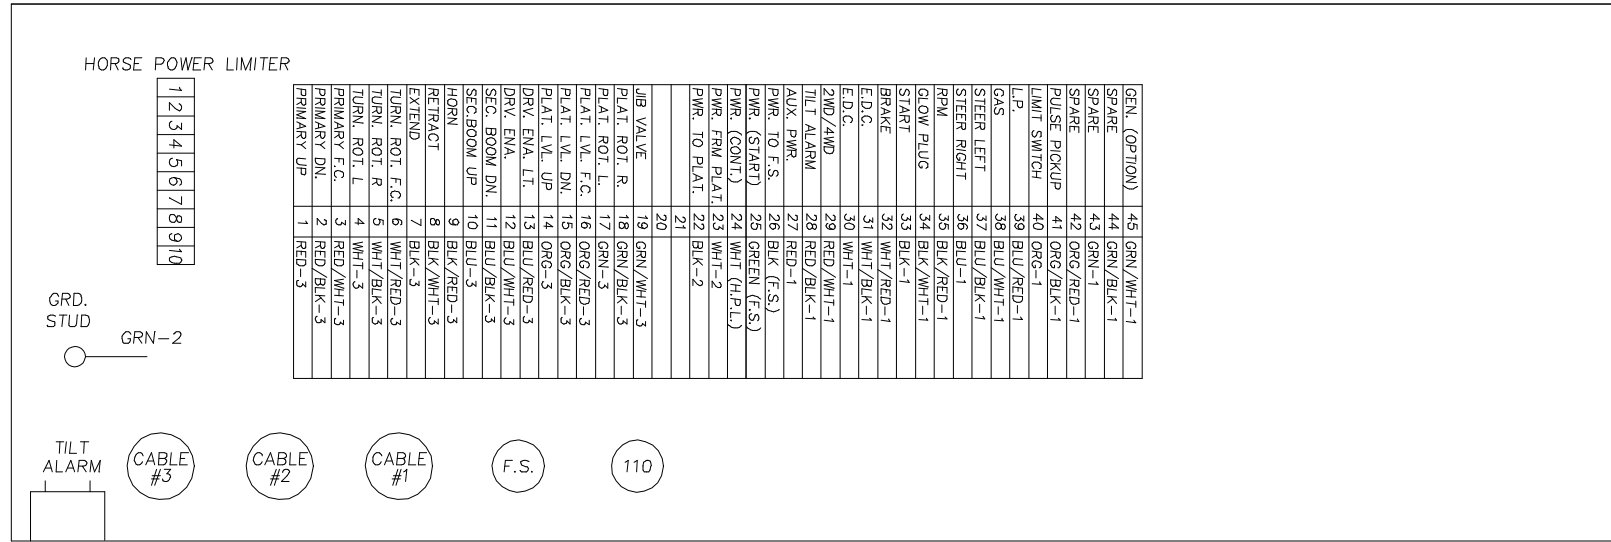 HORSE POWER LIMITER
1
2
3
4
5
6
7
8
9
10
GRD.
STUD
GRN-2
GEN. (OPTION) 45 GRN/WHT-1
SPARE 44 GRN/BLK-1
SPARE 43 GRN-1
SPARE 42 ORG/RED-1
PULSE PICKUP 41 ORG/BLK-1
LIMIT SWITCH 40 ORG-1
L.P. 39 BLU/RED-1
GAS 38 BLU/WHT-1
STEER LEFT 37 BLU/BLK-1
STEER RIGHT 36 BLU-1
RPM 35 BLK/RED-1
GLOW PLUG 34 BLK/WHT-1
START 33 BLK-1
BRAKE 32 WHT/RED-1
E.D.C. 31 WHT/BLK-1
E.D.C. 30 WHT-1
2WD/4WD 29 RED/WHT-1
TILT ALARM 28 RED/BLK-1
AUX. PWR. 27 RED-1
PWR. TO F.S. 26 BLK (F.S.)
PWR. (START) 25 GREEN (F.S.)
PWR. (CONT.) 24 WHT (H.P.L.)
PWR. FRM PLAT. 23 WHT-2
PWR. TO PLAT. 22 BLK-2
21
20
JIB VALVE 19 GRN/WHT-3
PLAT. ROT. R. 18 GRN/BLK-3
PLAT. ROT. L. 17 GRN-3
PLAT. LVL. F.C. 16 ORG/RED-3
PLAT. LVL. DN. 15 ORG/BLK-3
PLAT. LVL. UP 14 ORG-3
DRV. ENA. LT. 13 BLU/RED-3
DRV. ENA. 12 BLU/WHT-3
SEC. BOOM DN. 11 BLU/BLK-3
SEC.BOOM UP 10 BLU-3
HORN 9 BLK/RED-3
RETRACT 8 BLK/WHT-3
EXTEND 7 BLK-3
TURN. ROT. F.C. 6 WHT/RED-3
TURN. ROT. R 5 WHT/BLK-3
TURN. ROT. L 4 WHT-3
PRIMARY F.C. 3 RED/WHT-3
PRIMARY DN. 2 RED/BLK-3
PRIMARY UP 1 RED-3
TILT
ALARM
CABLE
#3
CABLE
#2
CABLE
#1
F.S.
110